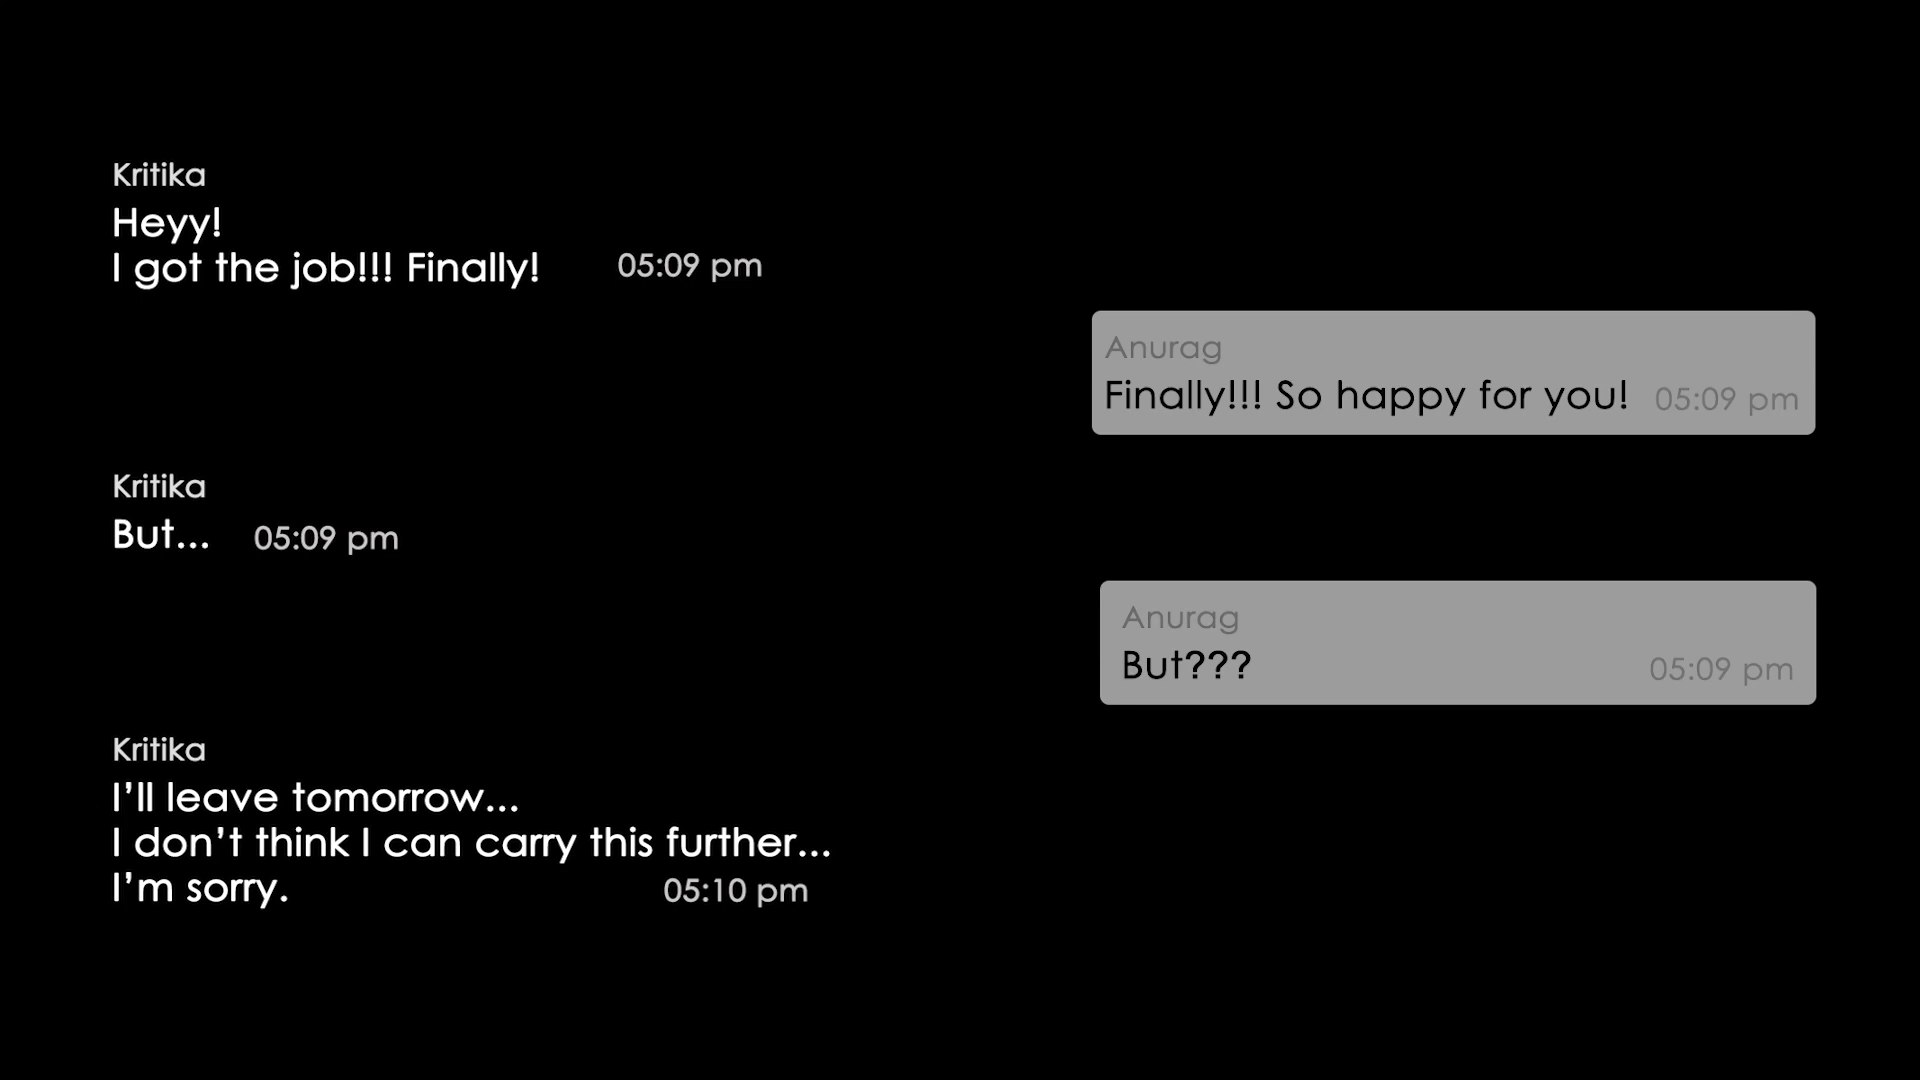 Kritika
Heyy!
I got the job!!! Finally! 05:09 pm
Anurag
Finally!!! So happy for you! 05:09 pm
Kritika
But... 05:09 pm
Anurag
But??? 05:09 pm
Kritika
I’ll leave tomorrow...
I don’t think I can carry this further...
I’m sorry. 05:10 pm